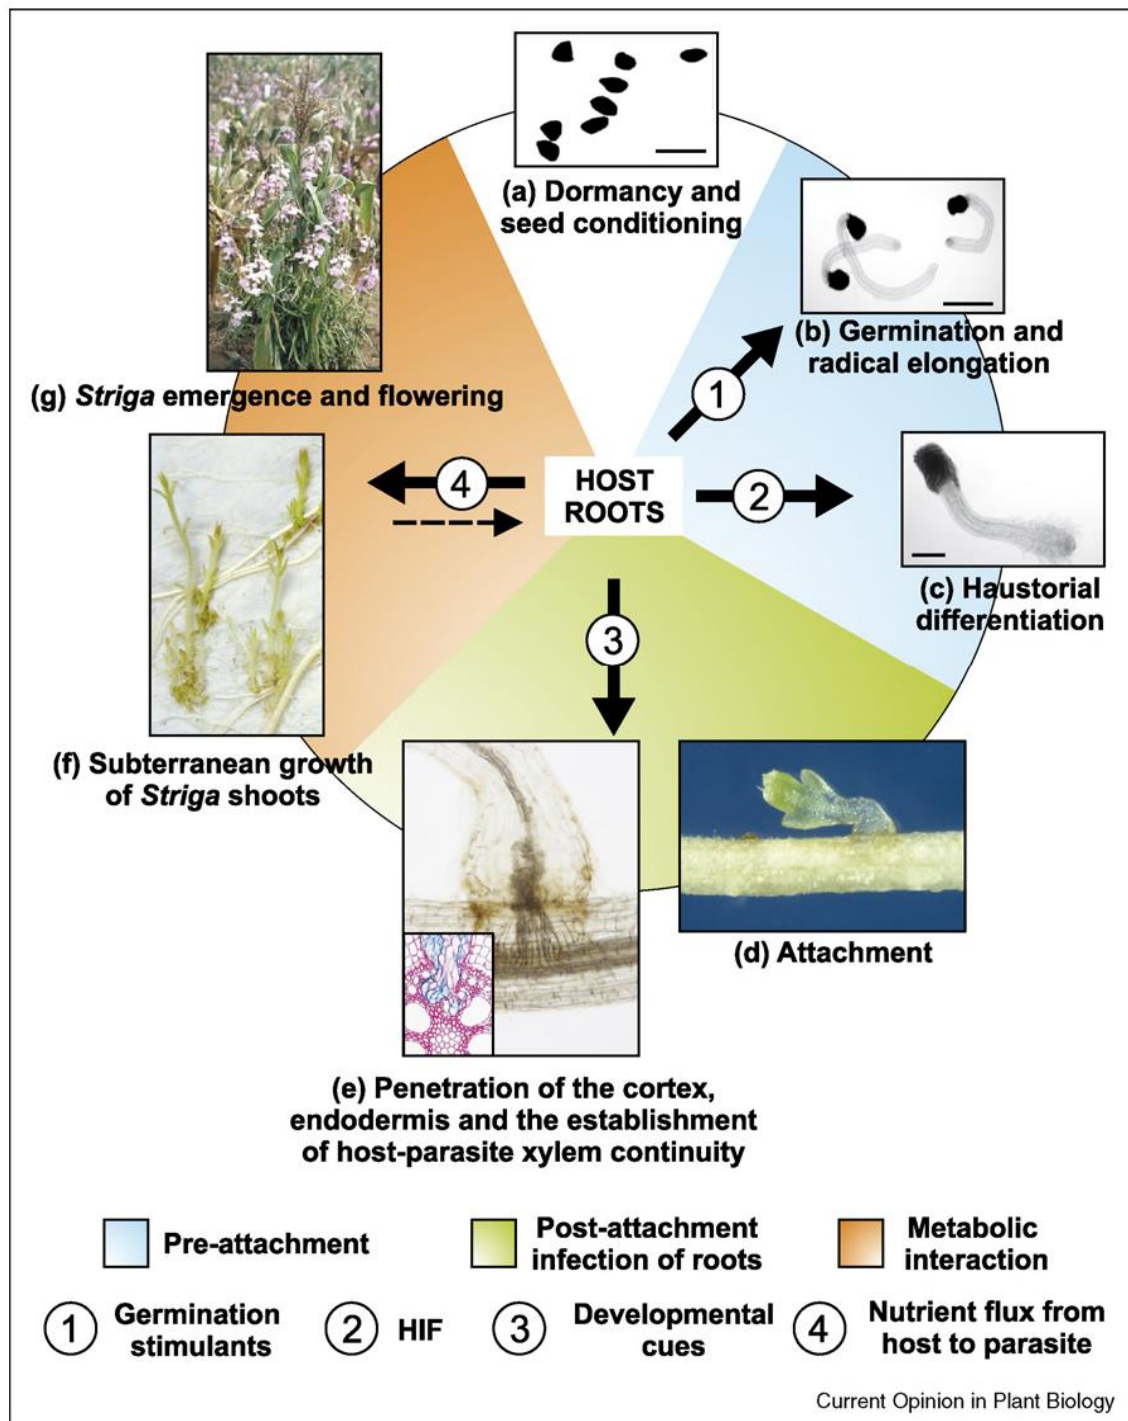 (a) Dormancy and
seed conditioning
(b) Germination and
radical elongation
1
(g) Striga emergence and flowering
4
HOST
ROOTS
2
(c) Haustorial
differentiation
3
(f) Subterranean growth
of Striga shoots
(d) Attachment
(e) Penetration of the cortex,
endodermis and the establishment
of host-parasite xylem continuity
Pre-attachment
Post-attachment
infection of roots
Metabolic
interaction
1 Germination
stimulants
2 HIF
3 Developmental
cues
4 Nutrient flux from
host to parasite
Current Opinion in Plant Biology